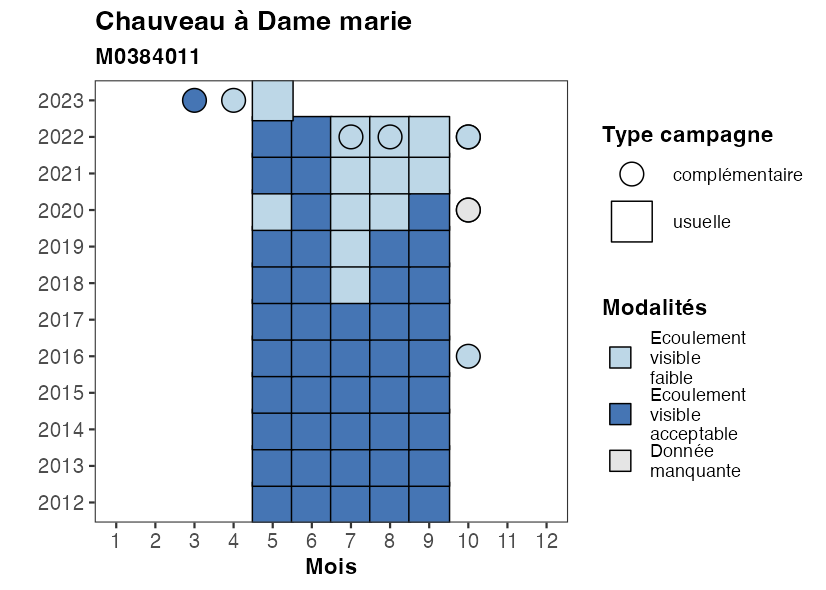 Chauveau à Dame marie
M0384011
2023
2022
2021
2020
2019
2018
2017
2016
2015
2014
2013
2012
1 2 3 4 5 6 7 8 9 10 11 12
Mois
Type campagne
complémentaire
usuelle
Modalités
Ecoulement
visible
faible
Ecoulement
visible
acceptable
Donnée
manquante